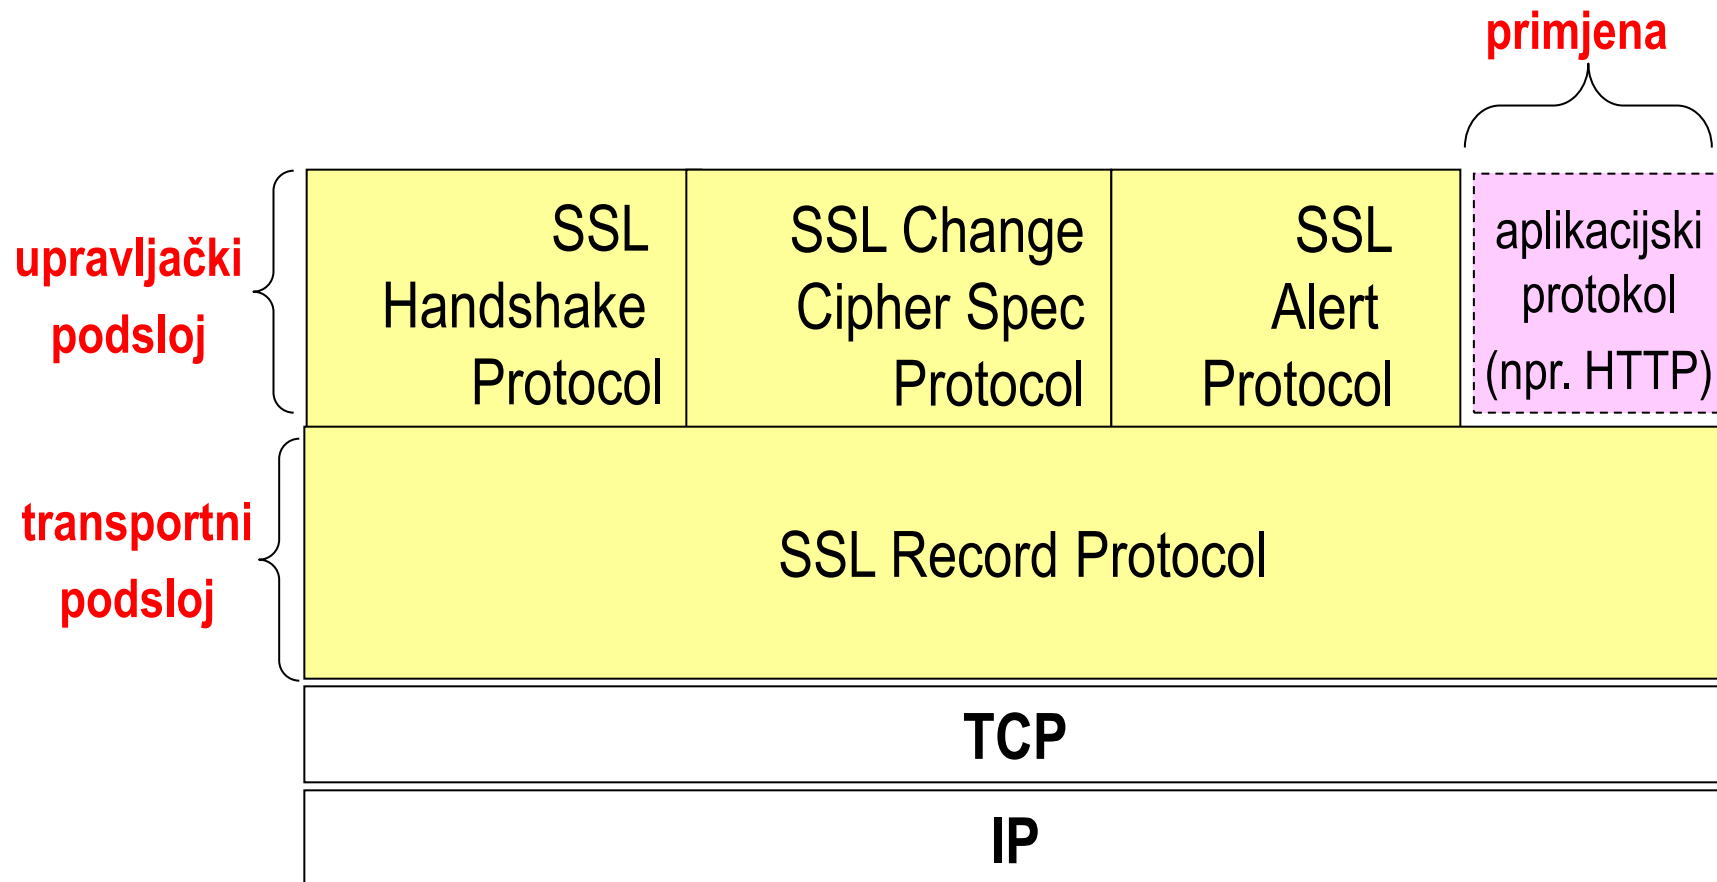 primjena
upravljački
podsloj
SSL
Handshake
Protocol
SSL Change
Cipher Spec
Protocol
SSL
Alert
Protocol
aplikacijski
protokol
(npr. HTTP)
transportni
podsloj
SSL Record Protocol
TCP
IP